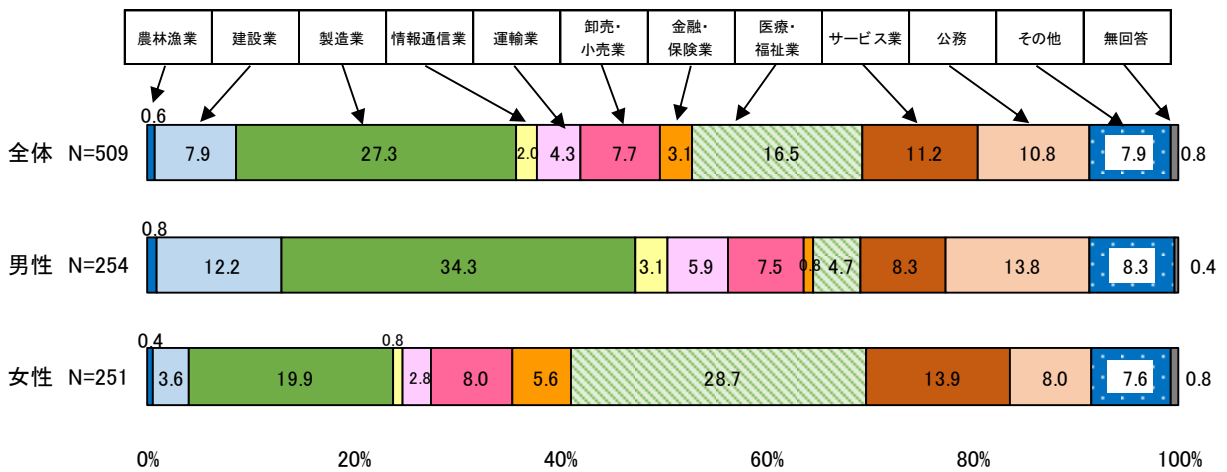 農林漁業 建設業 製造業 情報通信業 運輸業 卸売・小売業 金融・保険業 医療・福祉業 サービス業 公務 その他 無回答
全体 N=509 0.6 7.9 27.3 2.0 4.3 7.7 3.1 16.5 11.2 10.8 7.9 0.8
男性 N=254 0.8 12.2 34.3 3.1 5.9 7.5 0.8 4.7 8.3 13.8 8.3 0.4
女性 N=251 0.4 3.6 19.9 0.8 2.8 8.0 5.6 28.7 13.9 8.0 7.6 0.8
0% 20% 40% 60% 80% 100%